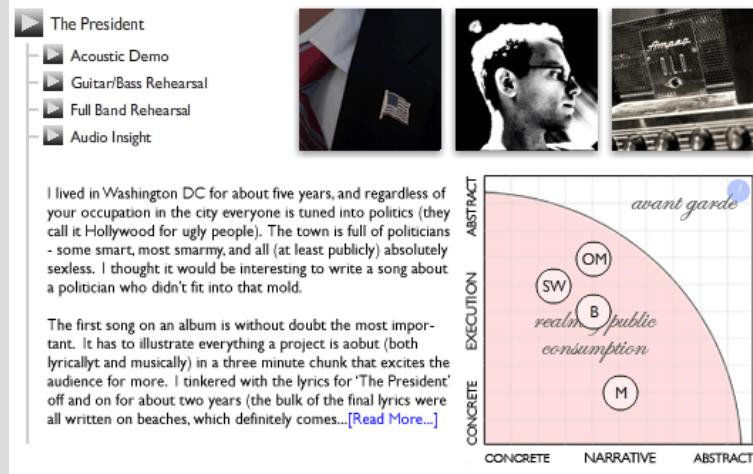 The President
Acoustic Demo
Guitar/Bass Rehearsal
Full Band Rehearsal
Audio Insight
Ampeg
I lived in Washington DC for about five years, and regardless of
your occupation in the city everyone is tuned into politics (they
call it Hollywood for ugly people). The town is full of politicians
- some smart, most smarmy, and all (at least publicly) absolutely
sexless. I thought it would be interesting to write a song about
a politician who didn't fit into that mold.
The first song on an album is without doubt the most impor-
tant. It has to illustrate everything a project is aobut (both
lyricallyt and musically) in a three minute chunk that excites the
audience for more. I tinkered with the lyrics for 'The President'
off and on for about two years (the bulk of the final lyrics were
all written on beaches, which definitely comes...[Read More...]
ABSTRACT
EXECUTION
CONCRETE
?
avant garde
OM
SW
B
realm public
consumption
M
CONCRETE
NARRATIVE
ABSTRACT